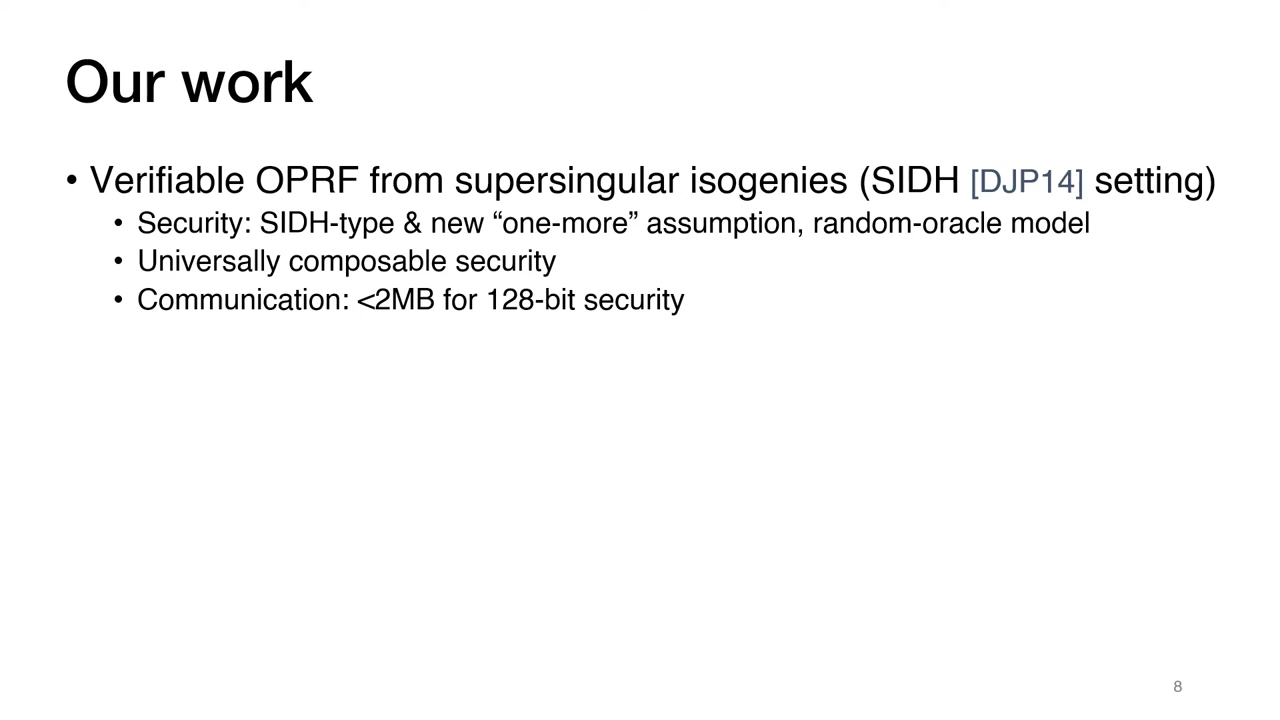 Our work
• Verifiable OPRF from supersingular isogenies (SIDH [DJP14] setting)
• Security: SIDH-type & new “one-more” assumption, random-oracle model
• Universally composable security
• Communication: <2MB for 128-bit security
8